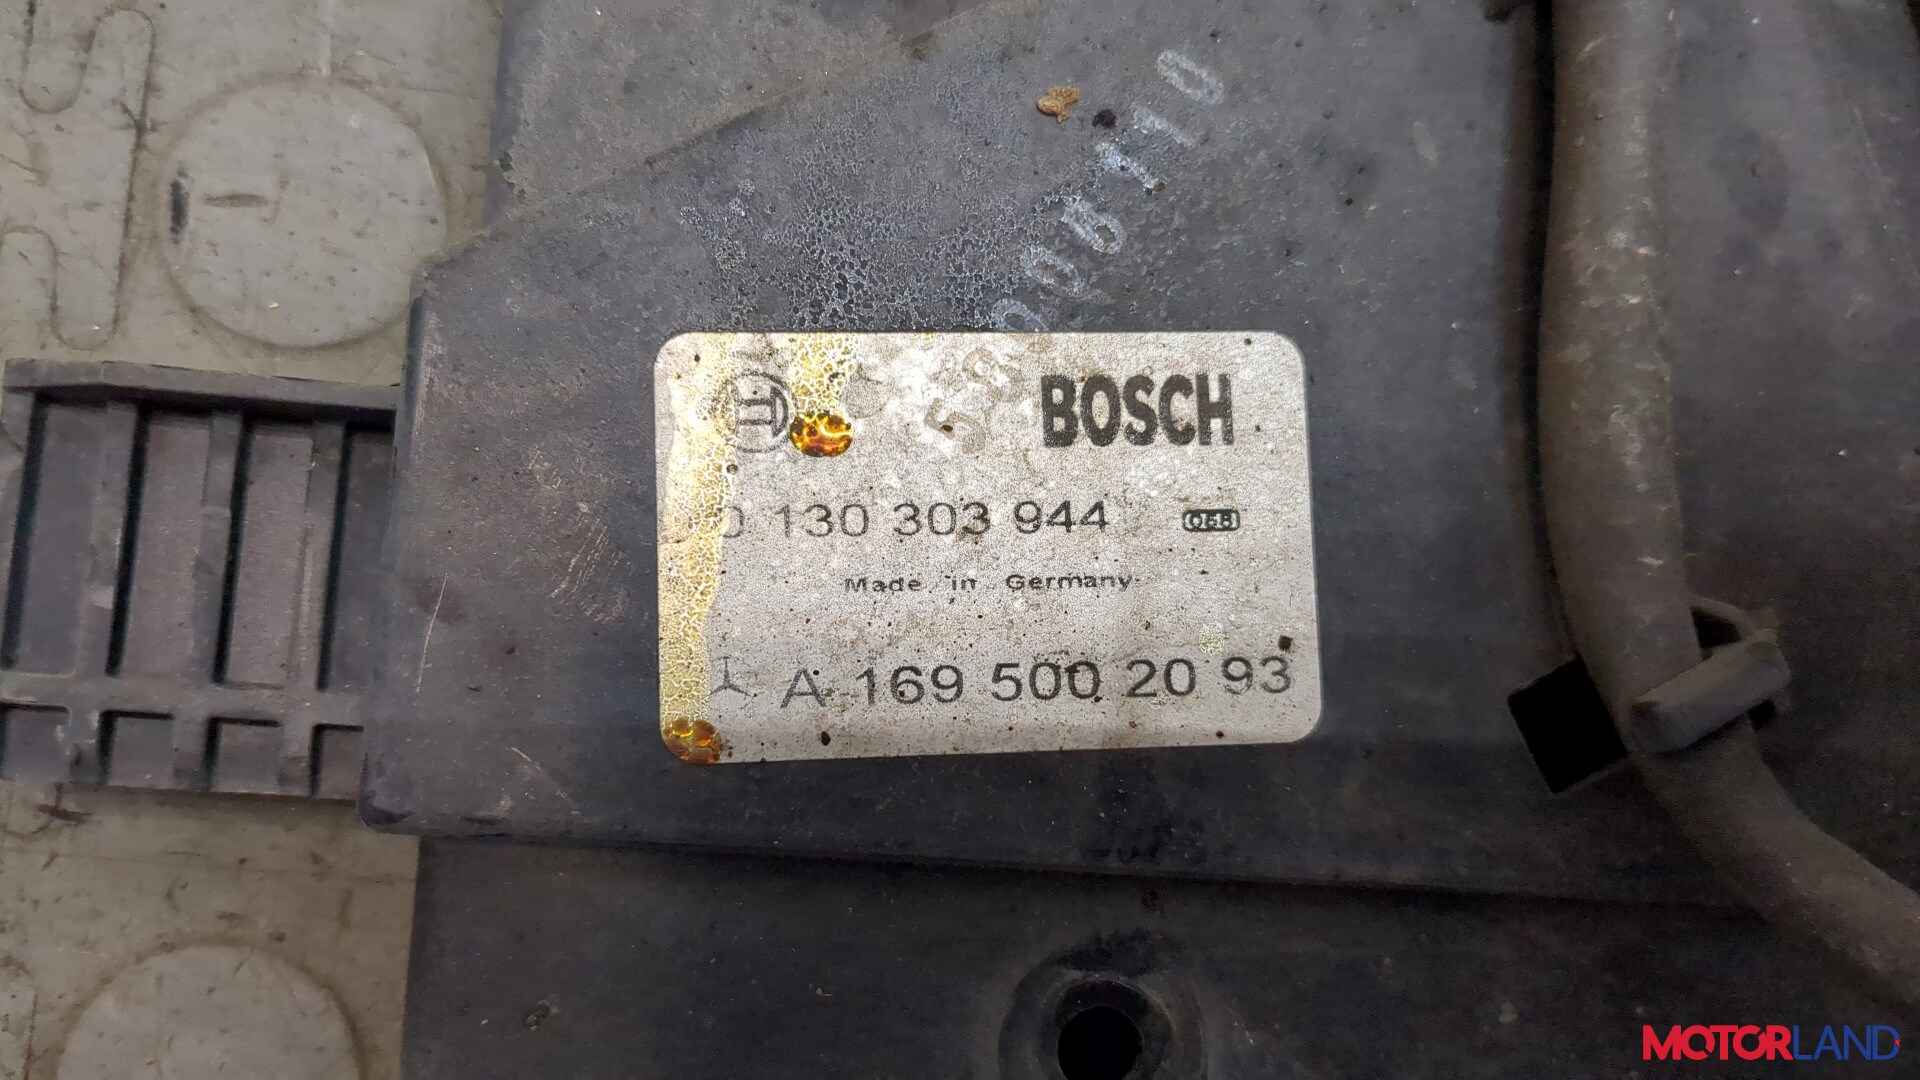 BOSCH
0 130 303 944
Made in Germany
A 169 500 20 93
MOTORLAND